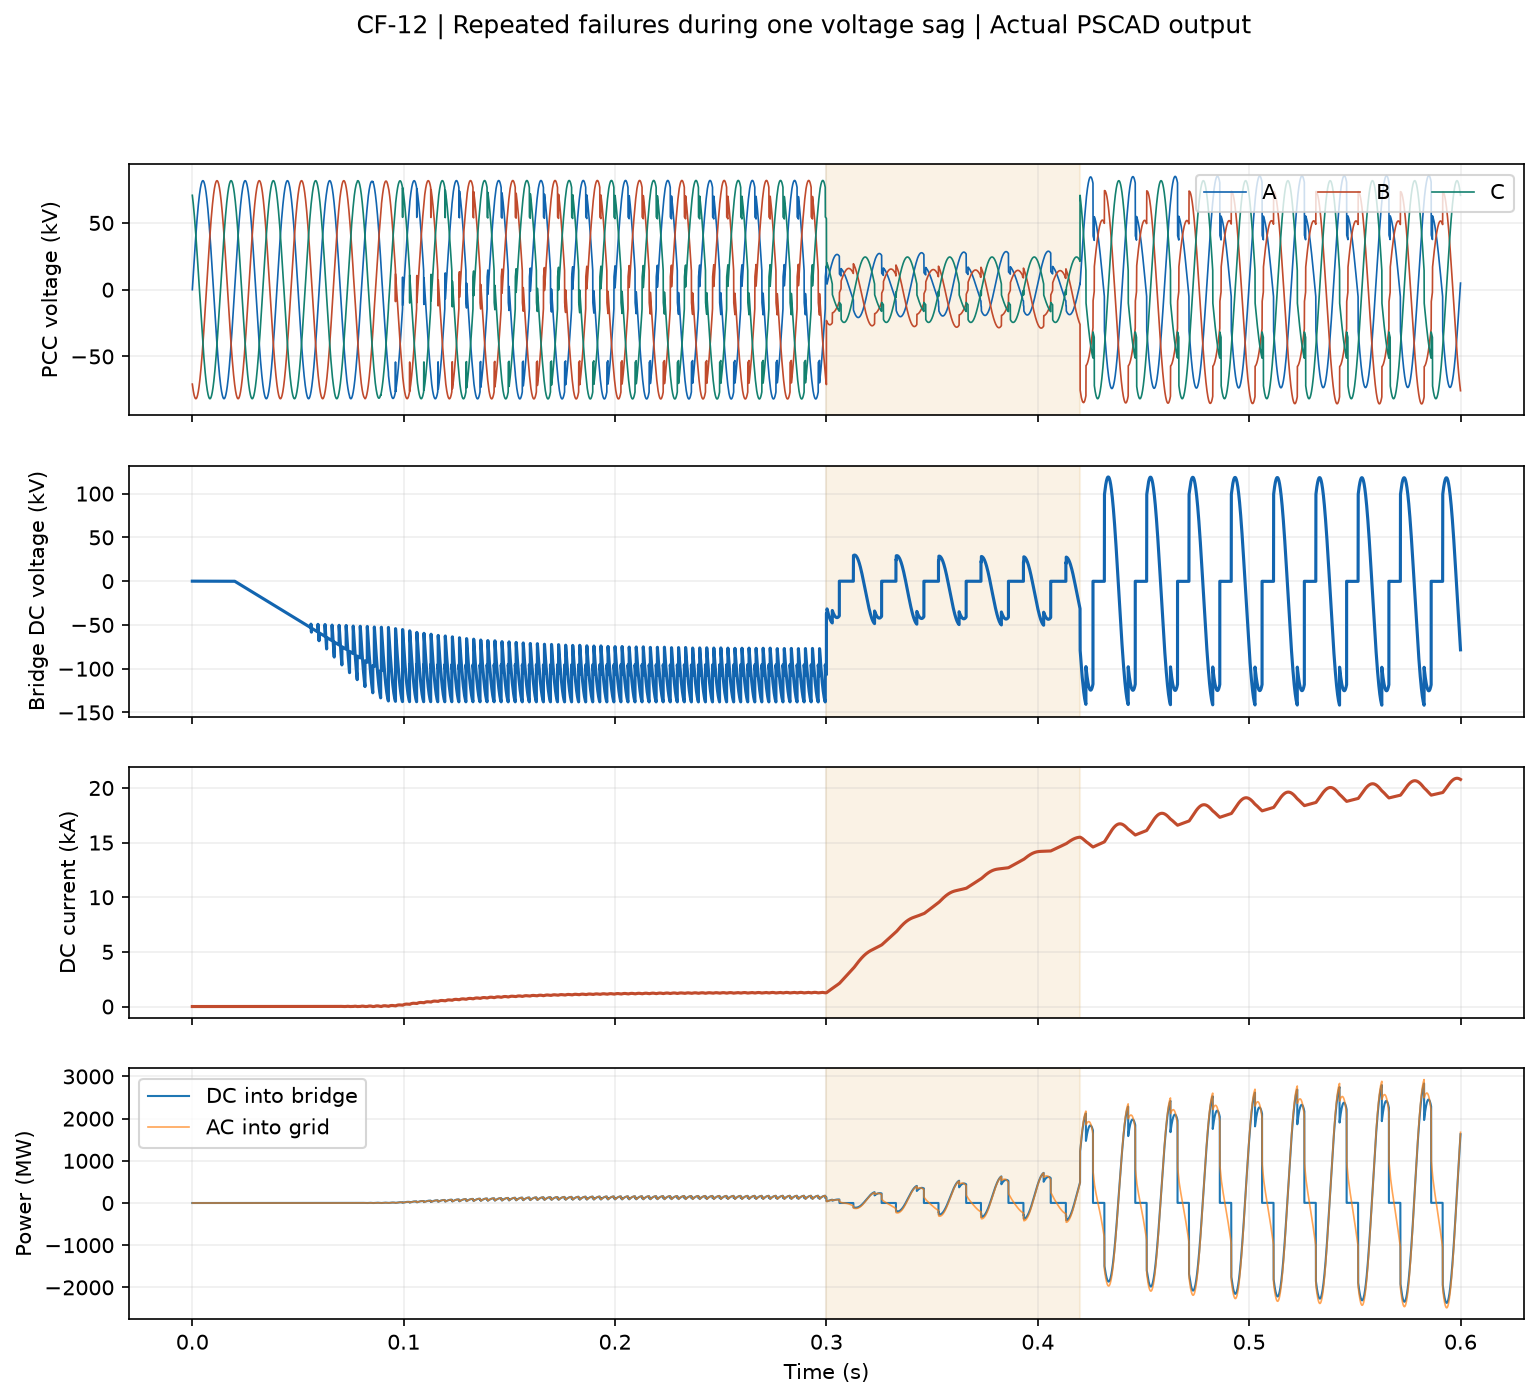 CF-12 | Repeated failures during one voltage sag | Actual PSCAD output
PCC voltage (kV)
50
0
−50
A B C
Bridge DC voltage (kV)
100
50
0
−50
−100
−150
DC current (kA)
20
15
10
5
0
Power (MW)
3000
2000
1000
0
−1000
−2000
DC into bridge
AC into grid
0.0 0.1 0.2 0.3 0.4 0.5 0.6
Time (s)